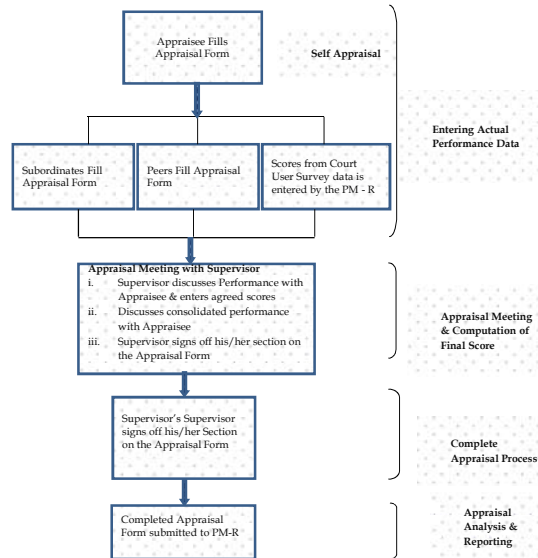 Appraisee Fills
Appraisal Form
Self Appraisal
Entering Actual
Performance Data
Subordinates Fill
Appraisal Form
Peers Fill Appraisal
Form
Scores from Court
User Survey data is
entered by the PM - R
Appraisal Meeting with Supervisor
i. Supervisor discusses Performance with
Appraisee & enters agreed scores
ii. Discusses consolidated performance
with Appraisee
iii. Supervisor signs off his/her section on
the Appraisal Form
Appraisal Meeting
& Computation of
Final Score
Supervisor's Supervisor
signs off his/her Section
on the Appraisal Form
Complete
Appraisal Process
Completed Appraisal
Form submitted to PM-R
Appraisal
Analysis &
Reporting